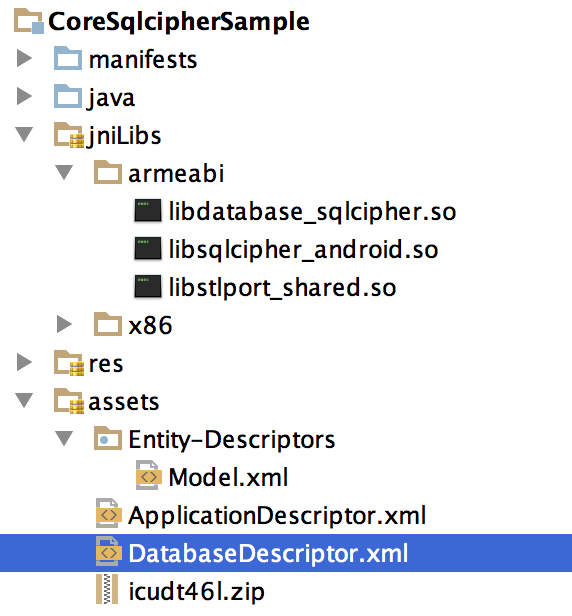 CoreSqlcipherSample
manifests
java
jniLibs
armeabi
libdatabase_sqlcipher.so
libsqlcipher_android.so
libstlport_shared.so
x86
res
assets
Entity-Descriptors
Model.xml
ApplicationDescriptor.xml
DatabaseDescriptor.xml
icudt46l.zip